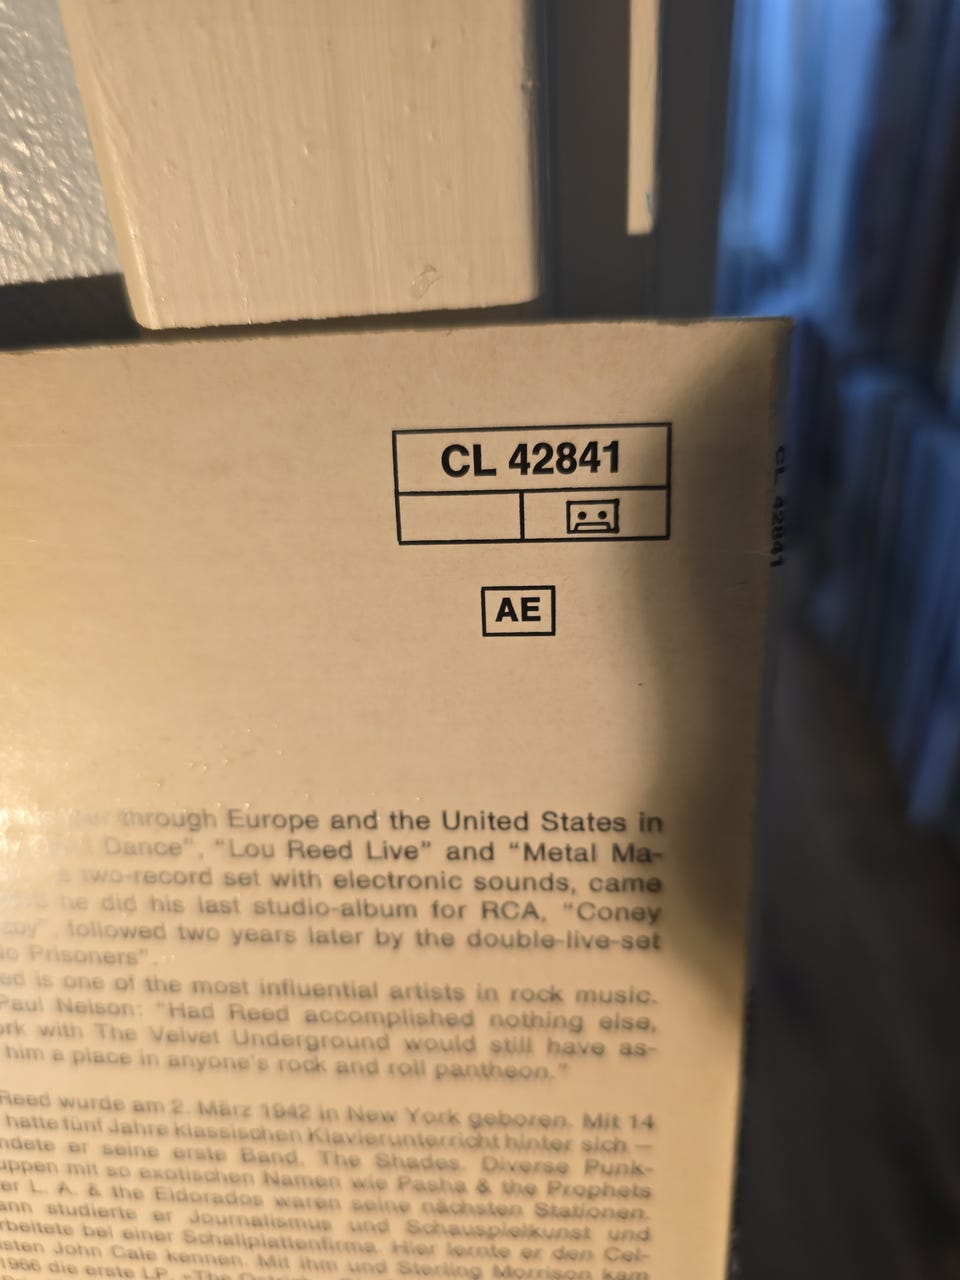 CL 42841
CL 42841
AE
through Europe and the United States in
Dance”, “Lou Reed Live” and “Metal Ma-
two-record set with electronic sounds, came
he did his last studio-album for RCA, “Coney
followed two years later by the double-live-set
Prisoners”.
is one of the most influential artists in rock music.
Paul Nelson: “Had Reed accomplished nothing else,
with The Velvet Underground would still have as-
him a place in anyone's rock and roll pantheon.”
Reed wurde am 2. März 1942 in New York geboren. Mit 14
hatte fünf Jahre klassischen Klavierunterricht hinter sich —
er seine erste Band, The Shades. Diverse Punk-
mit so exotischen Namen wie Pasha & the Prophets
L. A. & the Eldorados waren seine nächsten Stationen.
studierte er Journalismus und Schauspielkunst und
bei einer Schallplattenfirma. Hier lernte er den Cel-
John Cale kennen. Mit ihm und Sterling Morrison kam
1966 die erste LP, «The